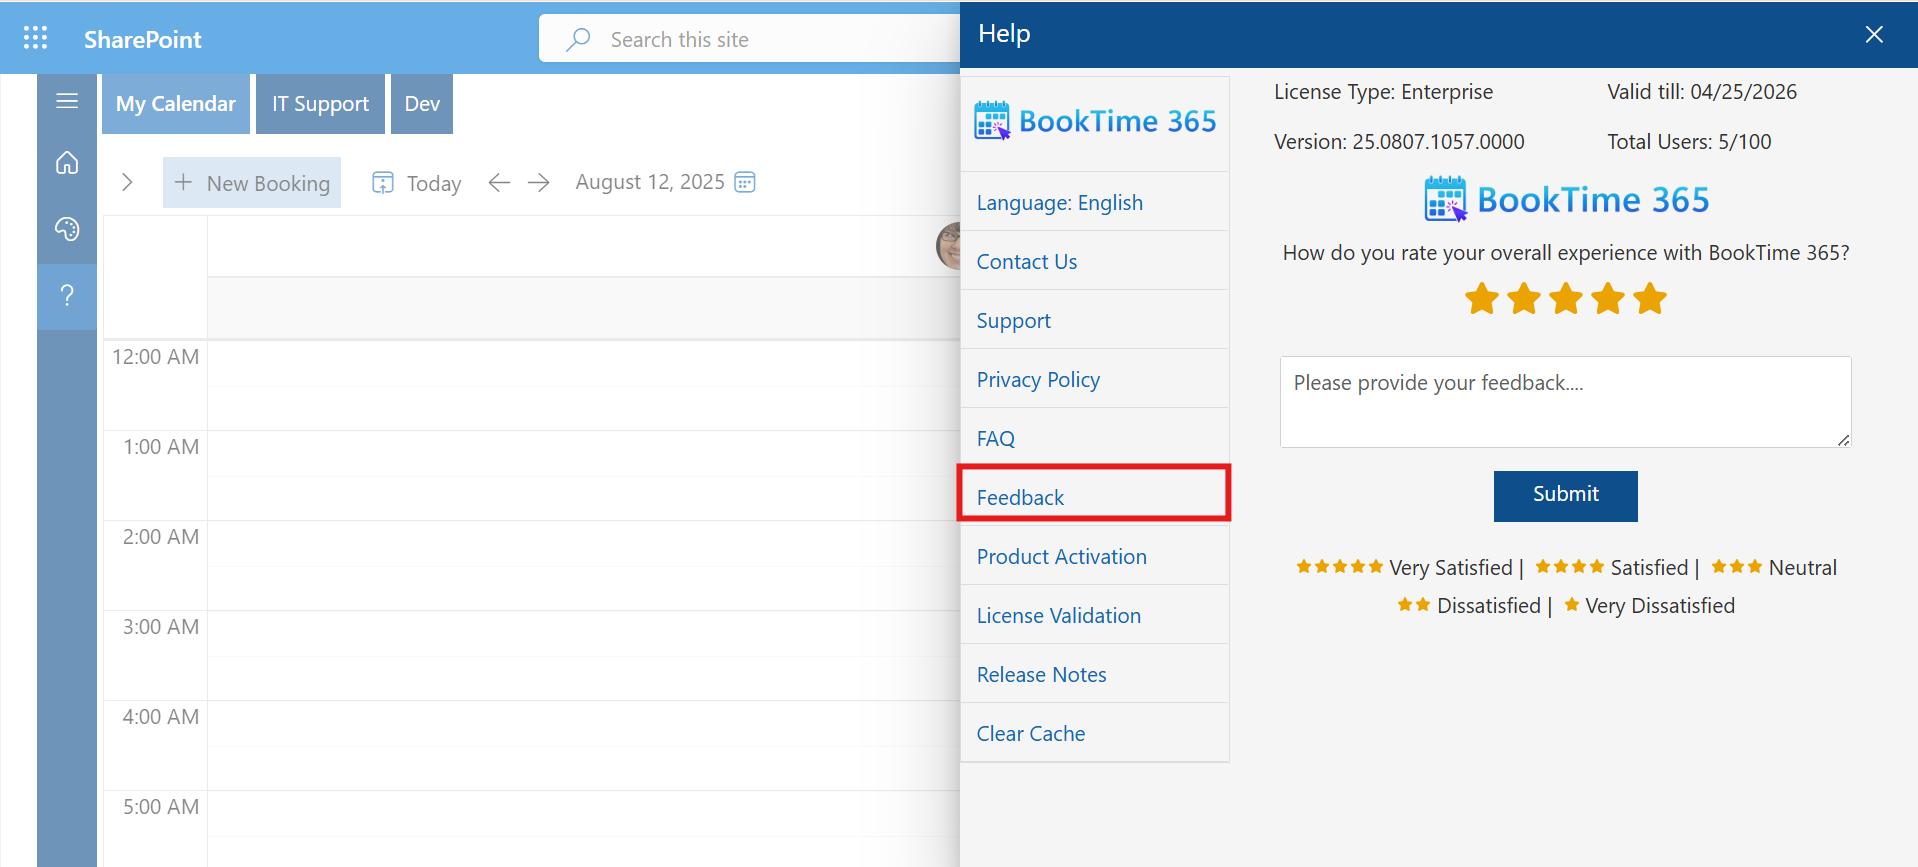 SharePoint
Search this site
My Calendar
IT Support
Dev
New Booking
Today
August 12, 2025
12:00 AM
1:00 AM
2:00 AM
3:00 AM
4:00 AM
5:00 AM
Help
BookTime 365
Language: English
Contact Us
Support
Privacy Policy
FAQ
Feedback
Product Activation
License Validation
Release Notes
Clear Cache
License Type: Enterprise
Valid till: 04/25/2026
Version: 25.0807.1057.0000
Total Users: 5/100
BookTime 365
How do you rate your overall experience with BookTime 365?
Please provide your feedback....
Submit
Very Satisfied | Satisfied | Neutral
Dissatisfied | Very Dissatisfied